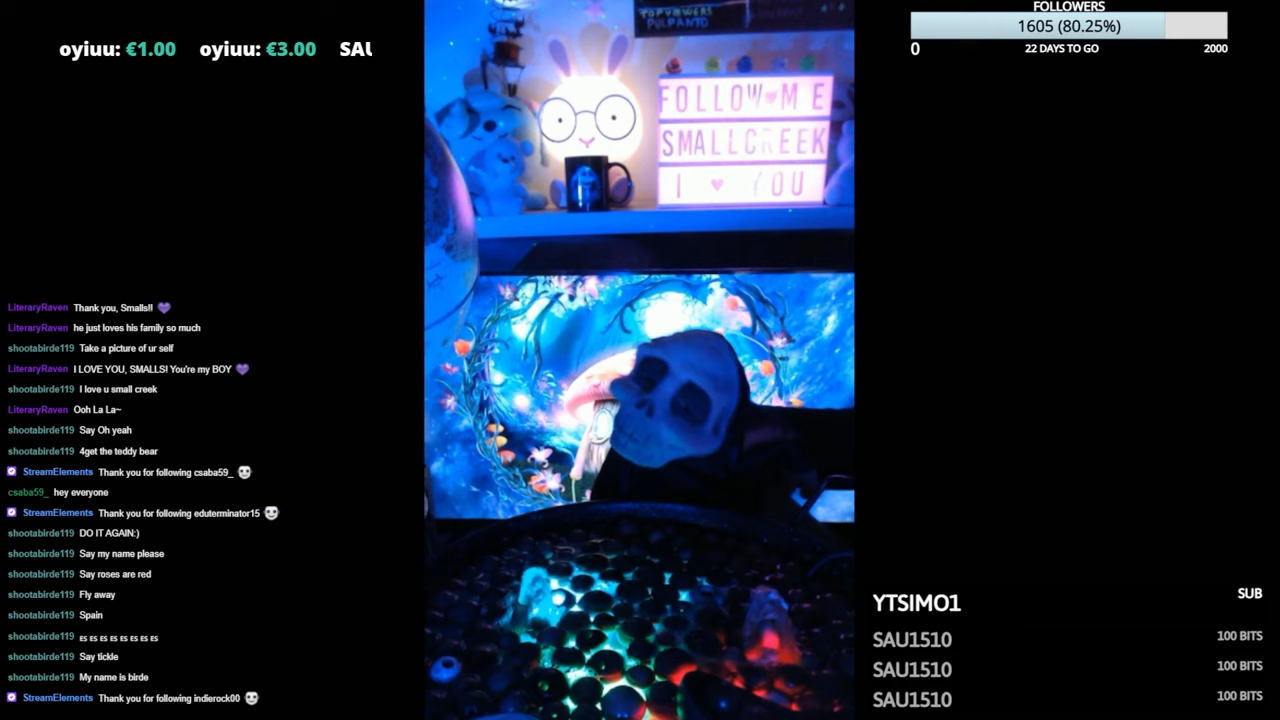 oyiuu: €1.00 oyiuu: €3.00 SAU
TOPVIEWERS
PULPANTO
FOLLOW ME
SMALLCREEK
I ♥ YOU
FOLLOWERS
1605 (80.25%)
0 22 DAYS TO GO 2000
LiteraryRaven Thank you, Smalls!! 💜
LiteraryRaven he just loves his family so much
shootabirde119 Take a picture of ur self
LiteraryRaven I LOVE YOU, SMALLS! You're my BOY 💜
shootabirde119 I love u small creek
LiteraryRaven Ooh La La~
shootabirde119 Say Oh yeah
shootabirde119 4get the teddy bear
StreamElements Thank you for following csaba59_
csaba59_ hey everyone
StreamElements Thank you for following eduterminator15
shootabirde119 DO IT AGAIN:)
shootabirde119 Say my name please
shootabirde119 Say roses are red
shootabirde119 Fly away
shootabirde119 Spain
shootabirde119 ES ES ES ES ES ES ES ES
shootabirde119 Say tickle
shootabirde119 My name is birde
StreamElements Thank you for following indierock00
YTSIMO1 SUB
SAU1510 100 BITS
SAU1510 100 BITS
SAU1510 100 BITS